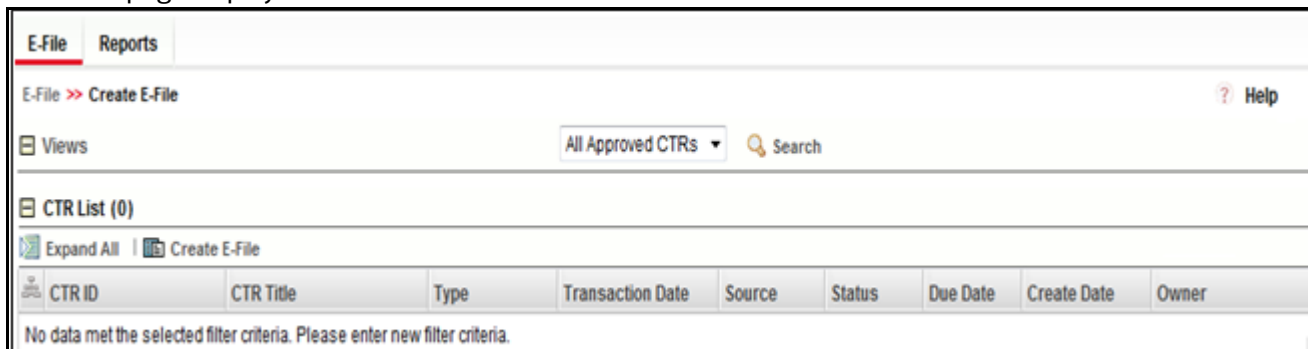 E-File Reports
E-File >> Create E-File ? Help
Views All Approved CTRs Search
CTR List (0)
Expand All | Create E-File
CTR ID CTR Title Type Transaction Date Source Status Due Date Create Date Owner
No data met the selected filter criteria. Please enter new filter criteria.